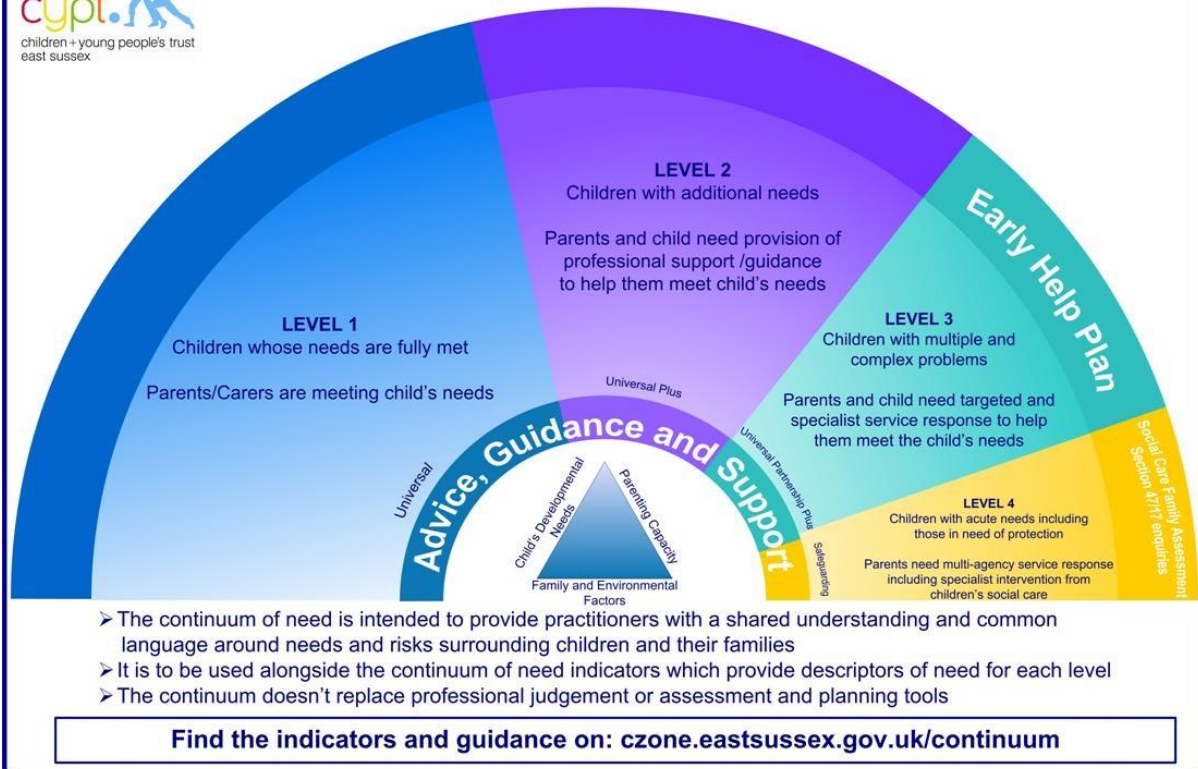 cypt.
children + young people's trust
east sussex
LEVEL 1
Children whose needs are fully met
Parents/Carers are meeting child's needs
LEVEL 2
Children with additional needs
Parents and child need provision of
professional support /guidance
to help them meet child's needs
Early Help Plan
LEVEL 3
Children with multiple and
complex problems
Parents and child need targeted and
specialist service response to help
them meet the child's needs
Social Care Family Assessment
Section 47/17 enquiries
LEVEL 4
Children with acute needs including
those in need of protection
Parents need multi-agency service response
including specialist intervention from
children's social care
Universal
Universal Plus
Universal Partnership Plus
Safeguarding
Advice, Guidance and Support
Child's Developmental
Needs
Parenting Capacity
Family and Environmental
Factors
➢ The continuum of need is intended to provide practitioners with a shared understanding and common
language around needs and risks surrounding children and their families
➢ It is to be used alongside the continuum of need indicators which provide descriptors of need for each level
➢ The continuum doesn't replace professional judgement or assessment and planning tools
Find the indicators and guidance on: czone.eastsussex.gov.uk/continuum